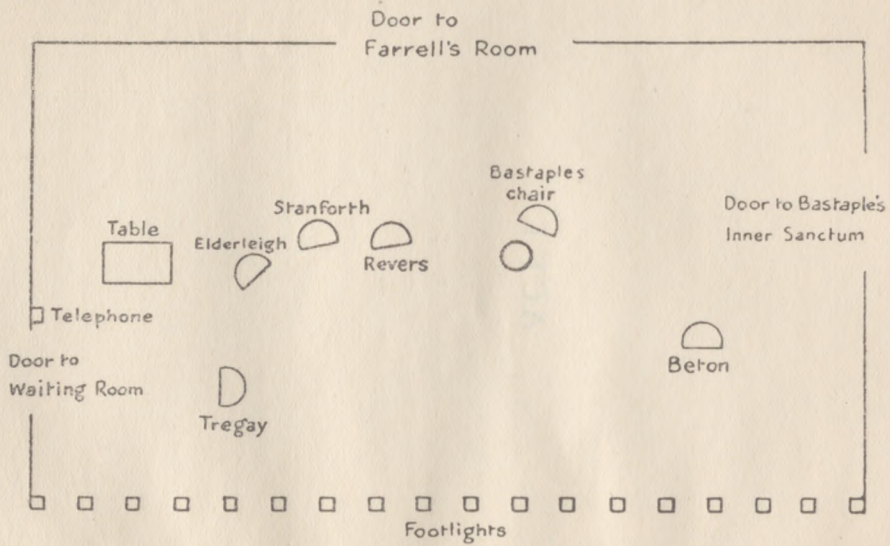 Door to
Farrell's Room
Bastaples
chair
Stanforth
Door to Bastaple's
Inner Sanctum
Table
Elderleigh
Revers
Telephone
Door to
Waiting Room
Beton
Tregay
Footlights